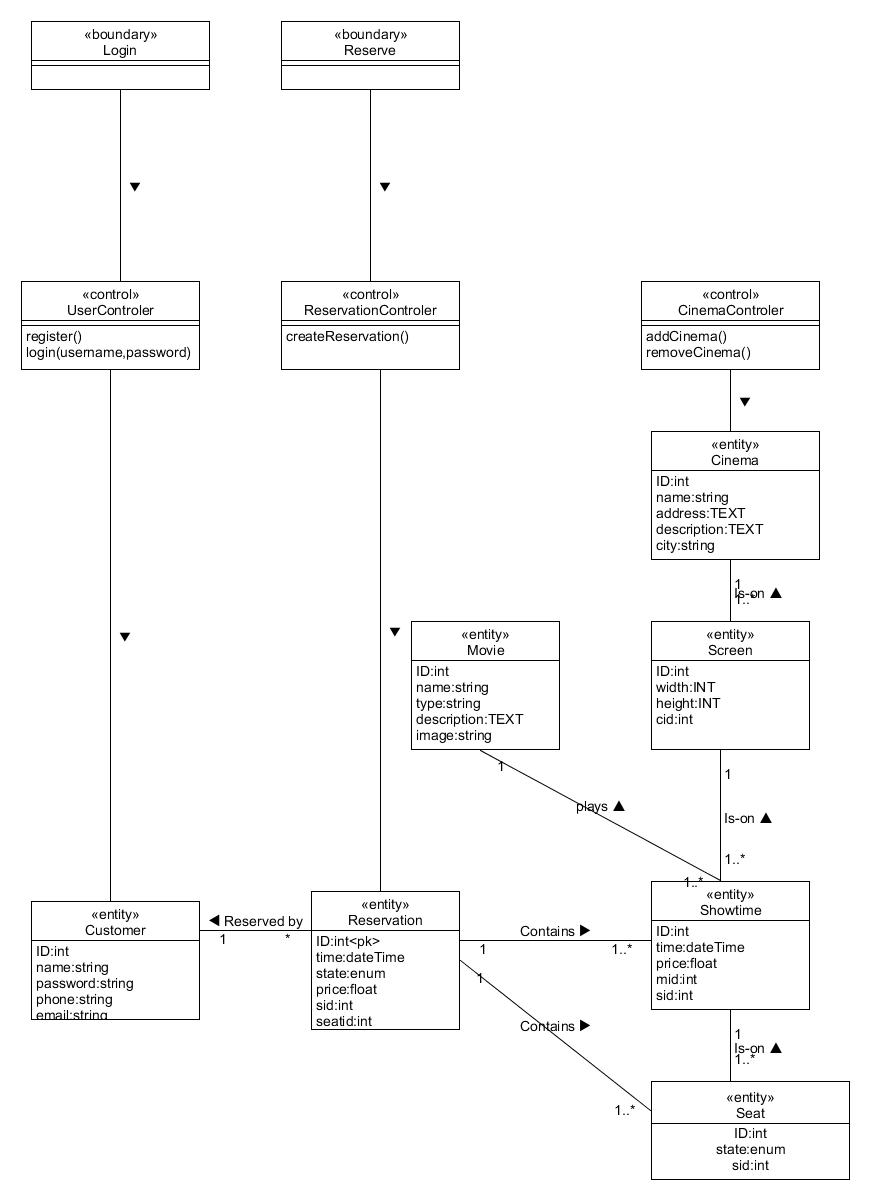 «boundary»
Login
«boundary»
Reserve
▼
▼
«control»
UserControler
register()
login(username,password)
«control»
ReservationControler
createReservation()
«control»
CinemaControler
addCinema()
removeCinema()
▼
«entity»
Cinema
ID:int
name:string
address:TEXT
description:TEXT
city:string
1
Is-on ▲
1..*
▼
▼
«entity»
Movie
ID:int
name:string
type:string
description:TEXT
image:string
«entity»
Screen
ID:int
width:INT
height:INT
cid:int
1
plays ▲
1..*
1
Is-on ▲
1..*
«entity»
Customer
ID:int
name:string
password:string
phone:string
email:string
◀ Reserved by
1
*
«entity»
Reservation
ID:int<pk>
time:dateTime
state:enum
price:float
sid:int
seatid:int
Contains ▶
1
1..*
1
Contains ▶
1..*
«entity»
Showtime
ID:int
time:dateTime
price:float
mid:int
sid:int
1
Is-on ▲
1..*
«entity»
Seat
ID:int
state:enum
sid:int